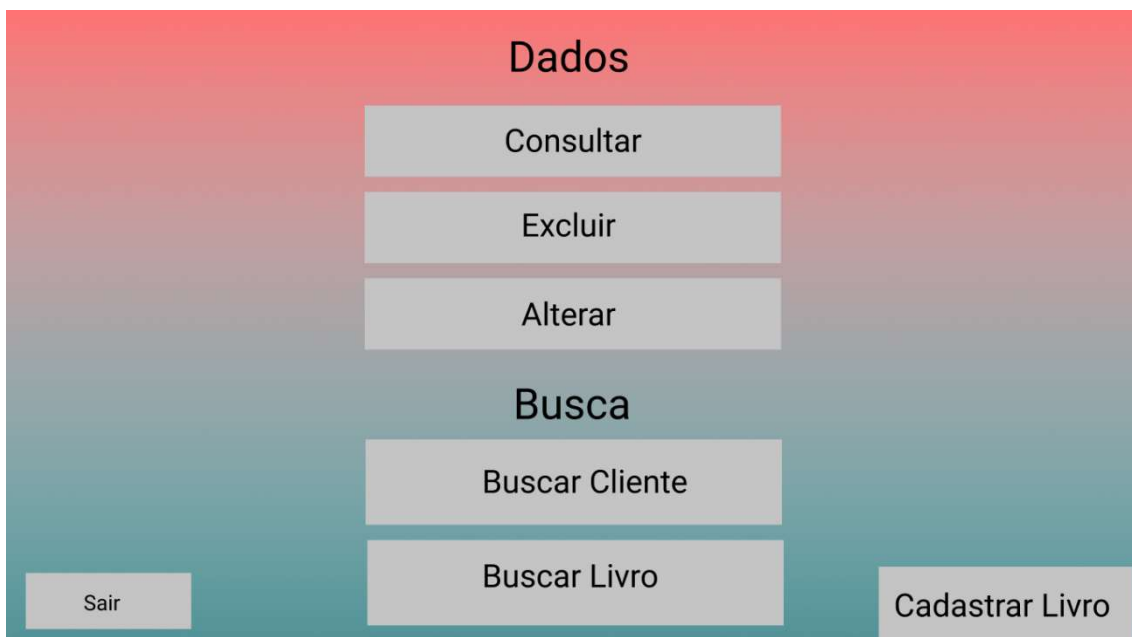 Dados
Consultar
Excluir
Alterar
Busca
Buscar Cliente
Buscar Livro
Sair
Cadastrar Livro